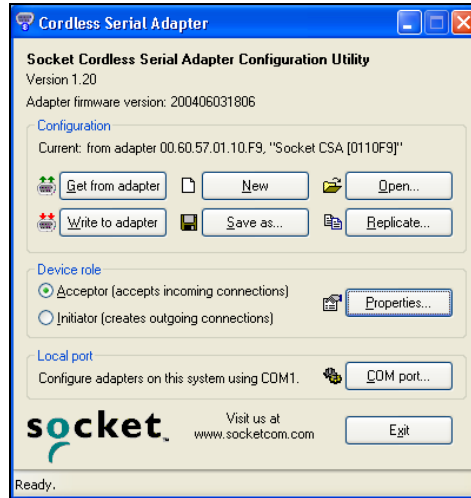 Cordless Serial Adapter
Socket Cordless Serial Adapter Configuration Utility
Version 1.20
Adapter firmware version: 200406031806
Configuration
Current: from adapter 00.60.57.01.10.F9, "Socket CSA [0110F9]"
Get from adapter New Open...
Write to adapter Save as... Replicate...
Device role
Acceptor (accepts incoming connections)
Initiator (creates outgoing connections)
Properties...
Local port
Configure adapters on this system using COM1. COM port...
socket
Visit us at
www.socketcom.com
Exit
Ready.